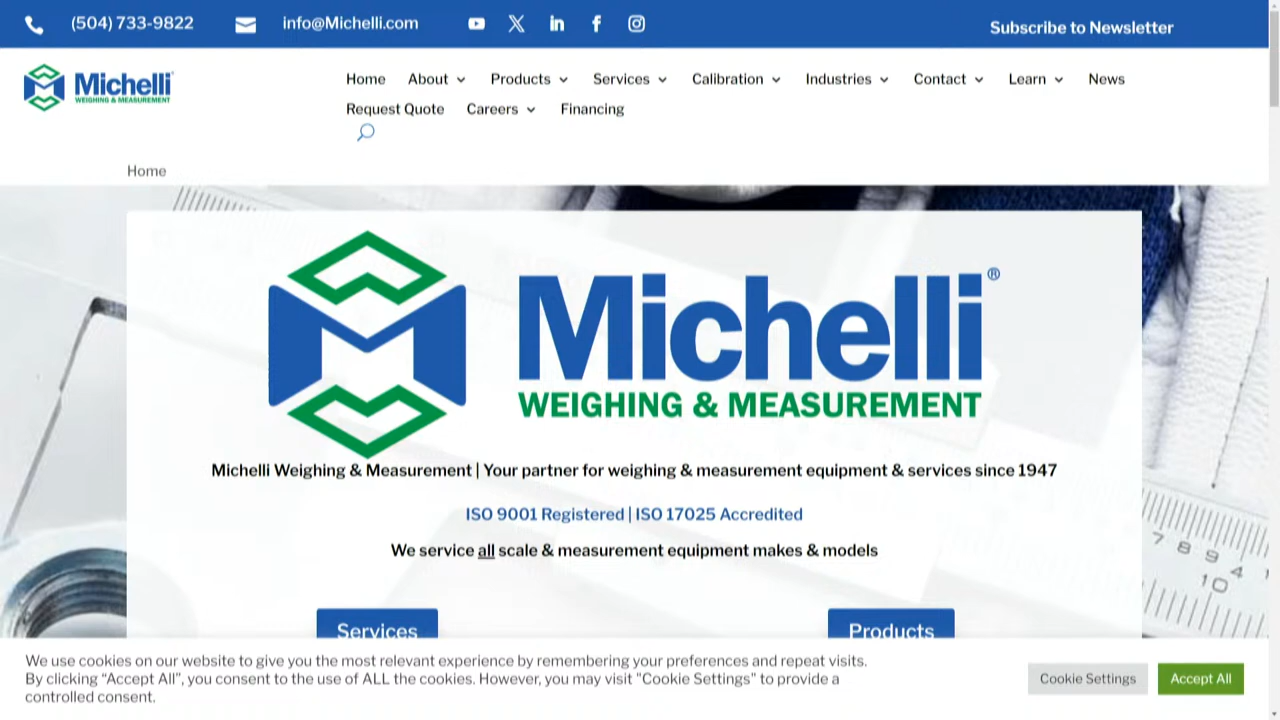 (504) 733-9822
info@Michelli.com
Subscribe to Newsletter
Michelli
WEIGHING & MEASUREMENT
Home About Products Services Calibration Industries Contact Learn News
Request Quote Careers Financing
Home
Michelli®
WEIGHING & MEASUREMENT
Michelli Weighing & Measurement | Your partner for weighing & measurement equipment & services since 1947
ISO 9001 Registered | ISO 17025 Accredited
We service all scale & measurement equipment makes & models
Services
Products
7 8 9 4
10
We use cookies on our website to give you the most relevant experience by remembering your preferences and repeat visits.
By clicking “Accept All”, you consent to the use of ALL the cookies. However, you may visit "Cookie Settings" to provide a
controlled consent.
Cookie Settings
Accept All